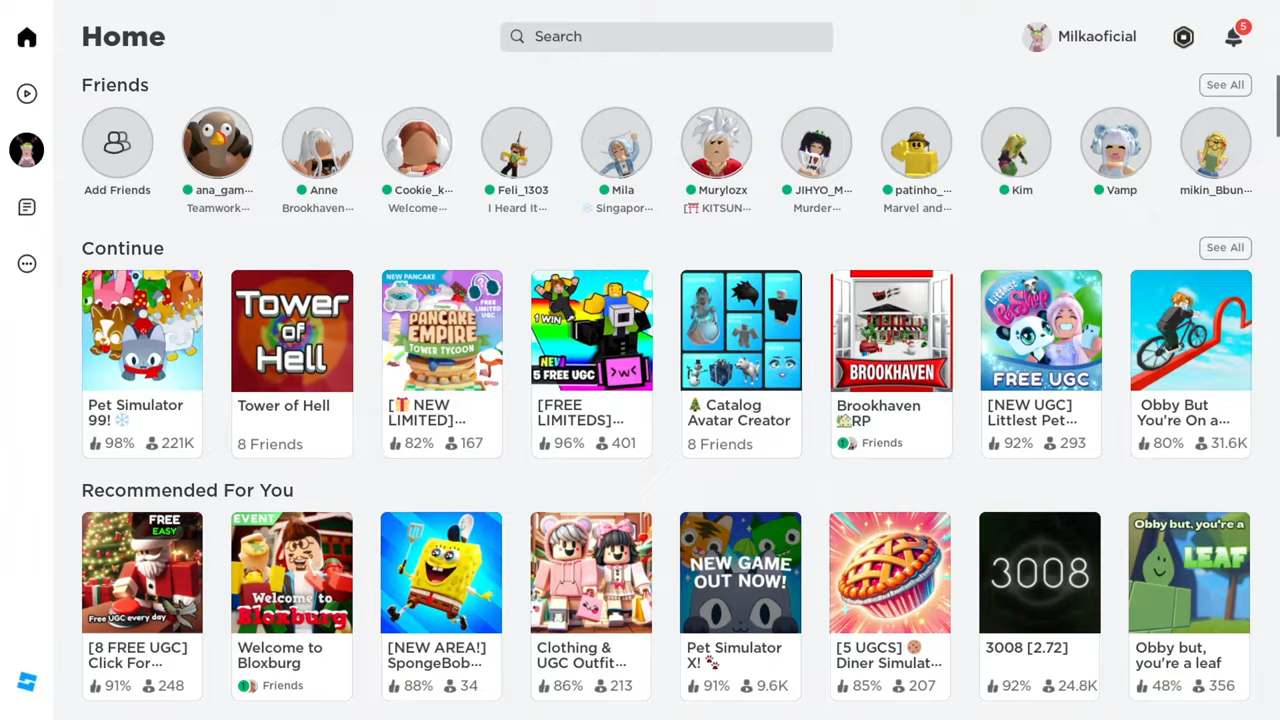 Home
Search
Milkaoficial
5
Friends
See All
Add Friends
ana_gam...
Anne
Cookie_k...
Feli_1303
Mila
Murylozx
JIHYO_M...
patinho_...
Kim
Vamp
mikin_Bbun...
Teamwork...
Brookhaven...
Welcome...
I Heard It...
❄️ Singapor...
[⛩️ KITSUN...
Murder...
Marvel and...
Continue
See All
TOWER
OF
HELL
NEW PANCAKE
FREE
LIMITED
UGC
PANCAKE
EMPIRE
TOWER TYCOON
1 WIN
NEW!
5 FREE UGC
>w<
BROOKHAVEN
Littlest
Pet Shop
FREE UGC
Pet Simulator
99! ❄️
98% 221K
Tower of Hell
8 Friends
[🎁 NEW
LIMITED]...
82% 167
[FREE
LIMITEDS]...
96% 401
🎄 Catalog
Avatar Creator
8 Friends
Brookhaven
🏡RP
1 Friends
[NEW UGC]
Littlest Pet...
92% 293
Obby But
You're On a...
80% 31.6K
Recommended For You
FREE
EASY
Free UGC every day
EVENT
Welcome to
Bloxburg
NEW GAME
OUT NOW!
3008
Obby but, you're a
LEAF
[8 FREE UGC]
Click For...
91% 248
Welcome to
Bloxburg
1 Friends
[NEW AREA!]
SpongeBob...
88% 34
Clothing &
UGC Outfit...
86% 213
Pet Simulator
X! 🐾
91% 9.6K
[5 UGCS] 🍪
Diner Simulat...
85% 207
3008 [2.72]
92% 24.8K
Obby but,
you're a leaf
48% 356